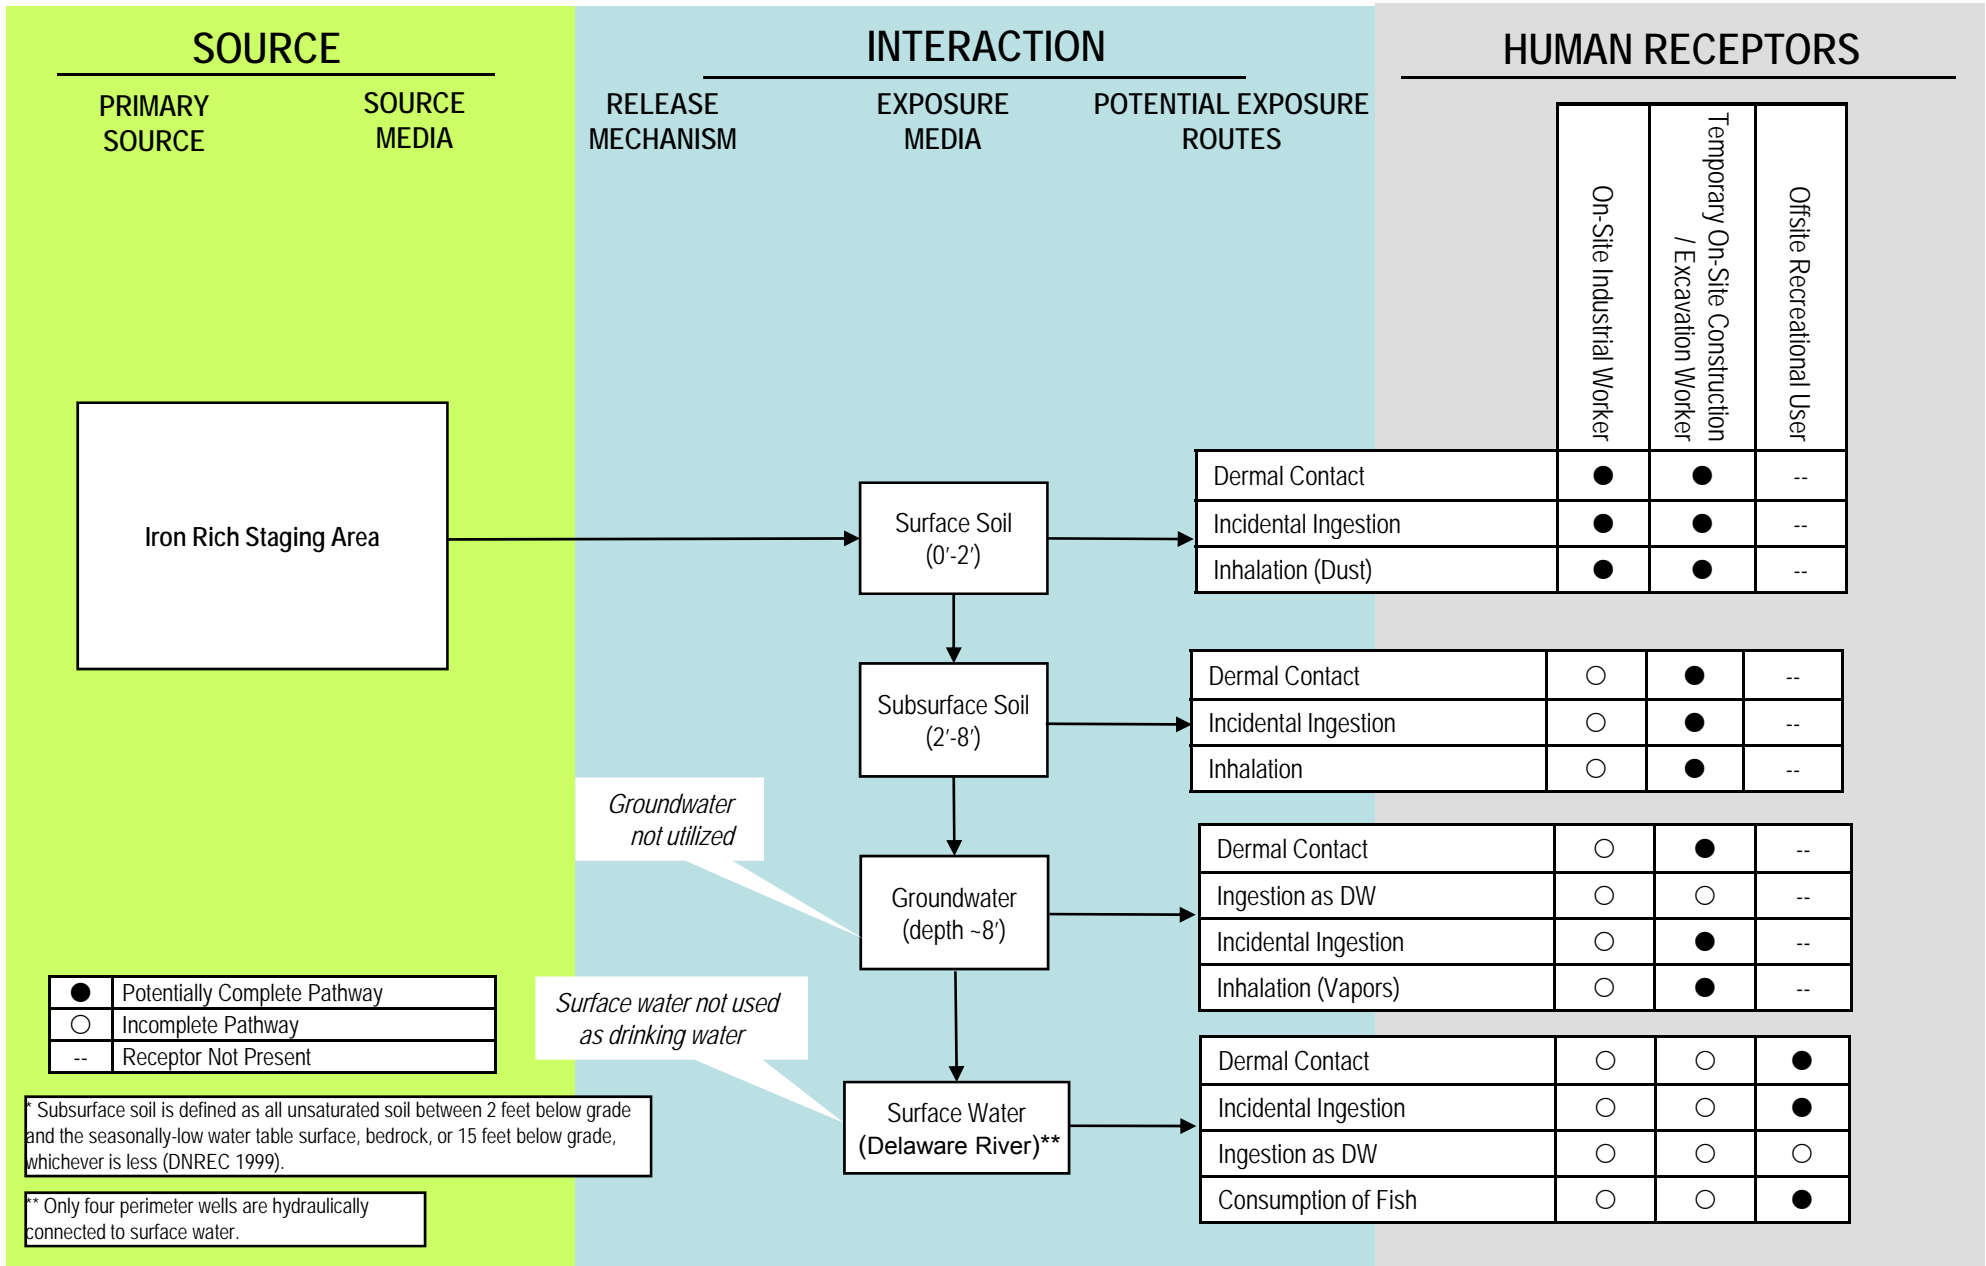 SOURCE
INTERACTION
HUMAN RECEPTORS
PRIMARY
SOURCE
SOURCE
MEDIA
RELEASE
MECHANISM
EXPOSURE
MEDIA
POTENTIAL EXPOSURE
ROUTES
On-Site Industrial Worker
Temporary On-Site Construction
/ Excavation Worker
Offsite Recreational User
Iron Rich Staging Area
Surface Soil
(0'-2')
Dermal Contact ● ● --
Incidental Ingestion ● ● --
Inhalation (Dust) ● ● --
Subsurface Soil
(2'-8')
Dermal Contact ○ ● --
Incidental Ingestion ○ ● --
Inhalation ○ ● --
Groundwater
not utilized
Groundwater
(depth ~8')
Dermal Contact ○ ● --
Ingestion as DW ○ ○ --
Incidental Ingestion ○ ● --
Inhalation (Vapors) ○ ● --
Surface water not used
as drinking water
Surface Water
(Delaware River)**
Dermal Contact ○ ○ ●
Incidental Ingestion ○ ○ ●
Ingestion as DW ○ ○ ○
Consumption of Fish ○ ○ ●
● Potentially Complete Pathway
○ Incomplete Pathway
-- Receptor Not Present
* Subsurface soil is defined as all unsaturated soil between 2 feet below grade
and the seasonally-low water table surface, bedrock, or 15 feet below grade,
whichever is less (DNREC 1999).
** Only four perimeter wells are hydraulically
connected to surface water.